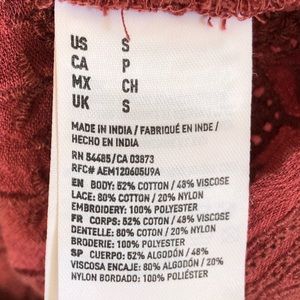 US S
CA P
MX CH
UK S
MADE IN INDIA / FABRIQUÉ EN INDE /
HECHO EN INDIA
RN 54485/CA 03873
RFC# AEM120605U9A
EN BODY: 52% COTTON / 48% VISCOSE
LACE: 80% COTTON / 20% NYLON
EMBROIDERY: 100% POLYESTER
FR CORPS: 52% COTON / 48% VISCOSE
DENTELLE: 80% COTON / 20% NYLON
BRODERIE: 100% POLYESTER
SP CUERPO: 52% ALGODÓN / 48%
VISCOSA ENCAJE: 80% ALGODÓN / 20%
NYLON BORDADO: 100% POLIÉSTER